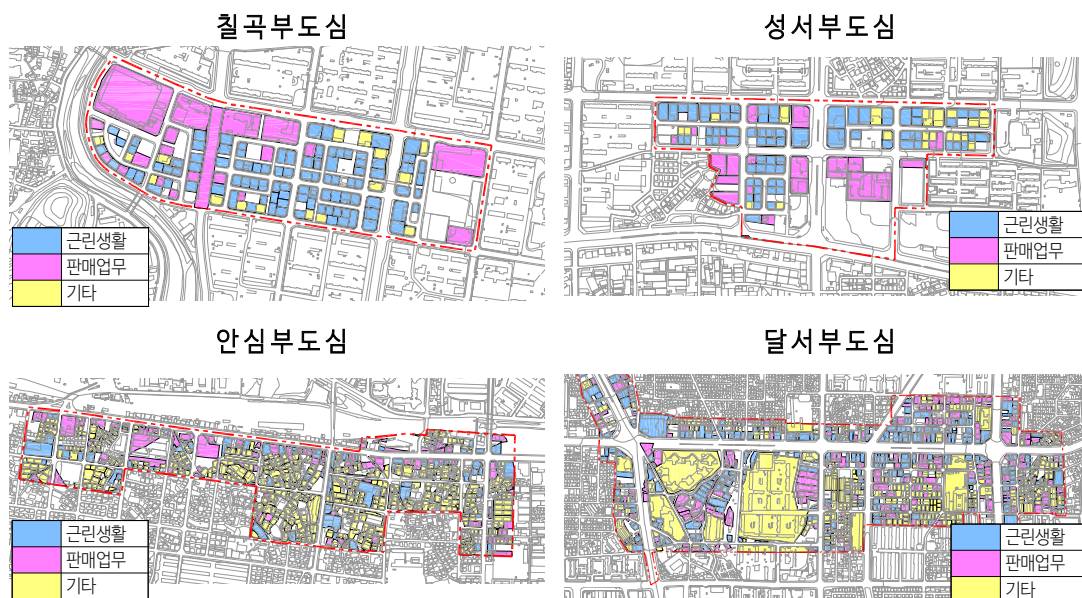 칠곡부도심
근린생활
판매업무
기타
성서부도심
근린생활
판매업무
기타
안심부도심
근린생활
판매업무
기타
달서부도심
근린생활
판매업무
기타